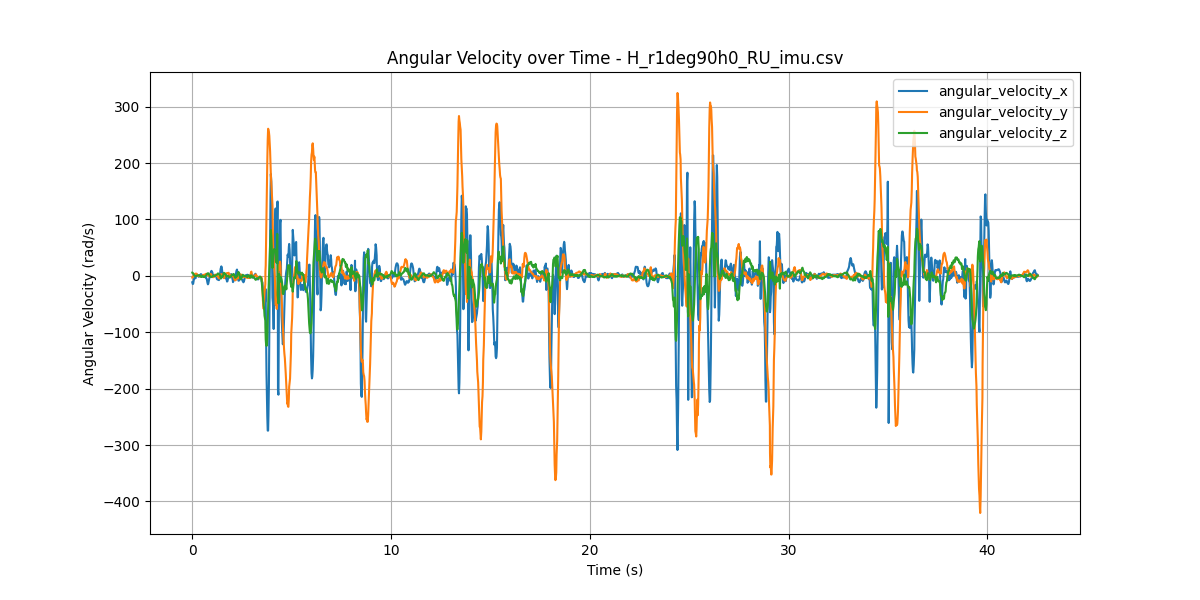 Angular Velocity over Time - H_r1deg90h0_RU_imu.csv
angular_velocity_x
angular_velocity_y
angular_velocity_z
Angular Velocity (rad/s)
300
200
100
0
−100
−200
−300
−400
0 10 20 30 40
Time (s)